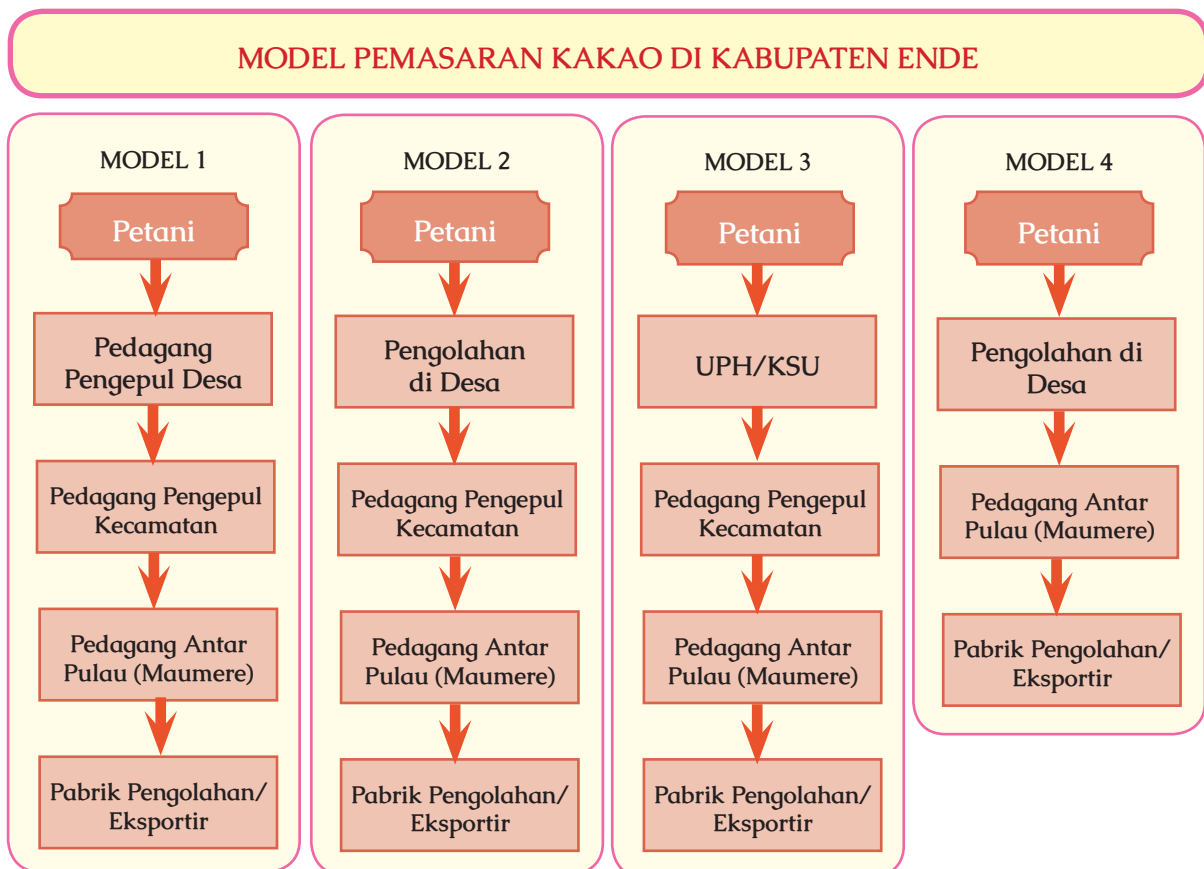 MODEL PEMASARAN KAKAO DI KABUPATEN ENDE
MODEL 1
Petani
Pedagang
Pengepul Desa
Pedagang Pengepul
Kecamatan
Pedagang Antar
Pulau (Maumere)
Pabrik Pengolahan/
Eksportir
MODEL 2
Petani
Pengolahan
di Desa
Pedagang Pengepul
Kecamatan
Pedagang Antar
Pulau (Maumere)
Pabrik Pengolahan/
Eksportir
MODEL 3
Petani
UPH/KSU
Pedagang Pengepul
Kecamatan
Pedagang Antar
Pulau (Maumere)
Pabrik Pengolahan/
Eksportir
MODEL 4
Petani
Pengolahan di
Desa
Pedagang Antar
Pulau (Maumere)
Pabrik Pengolahan/
Eksportir